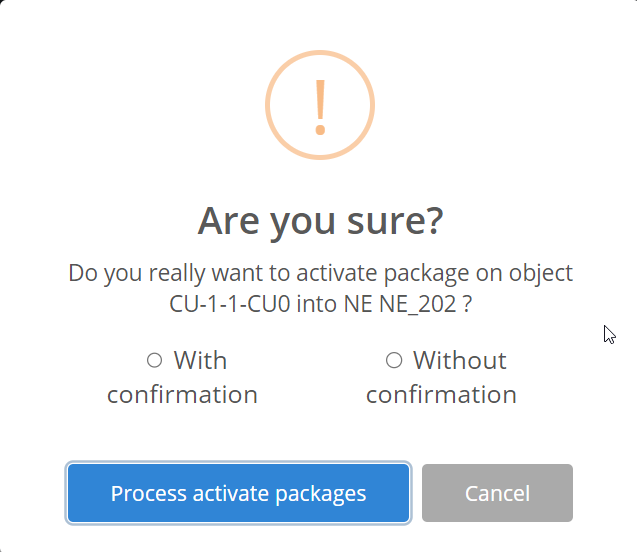 !
Are you sure?
Do you really want to activate package on object
CU-1-1-CU0 into NE NE_202 ?
With
confirmation
Without
confirmation
Process activate packages
Cancel